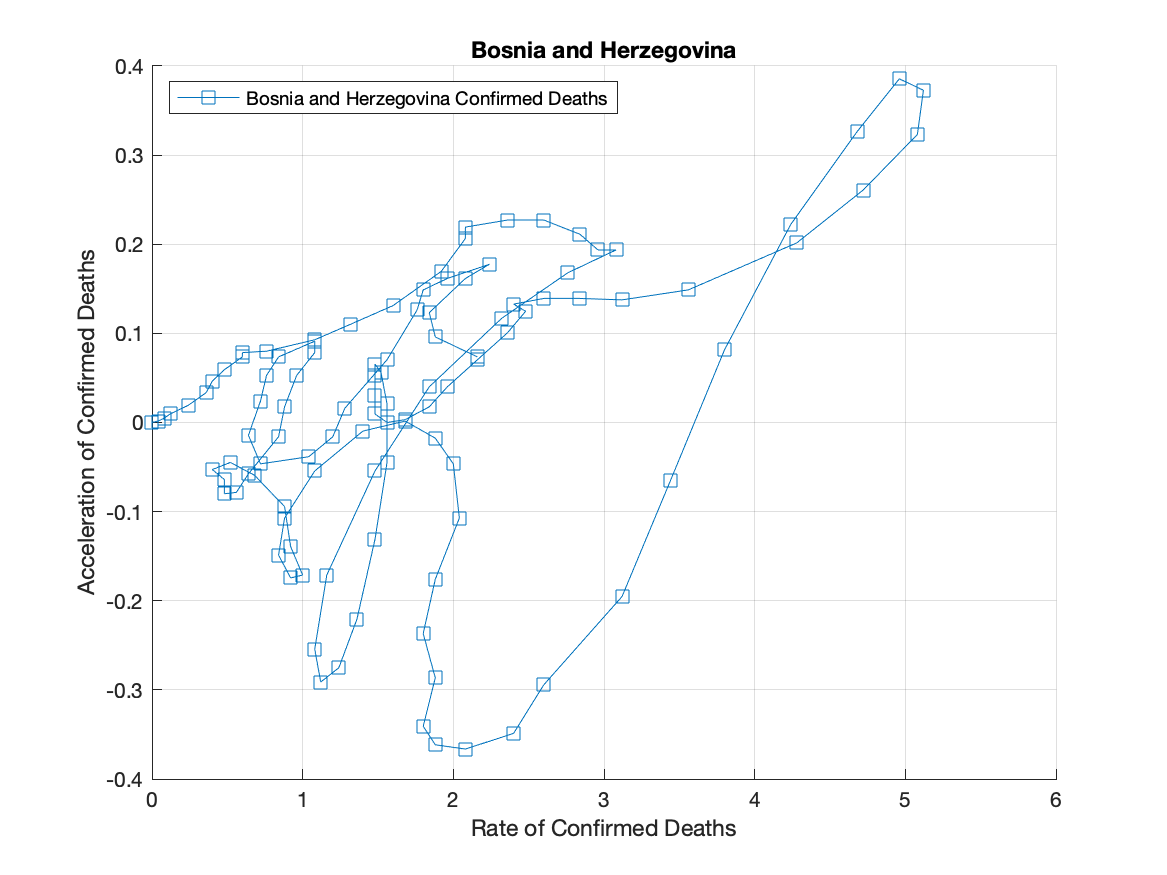 Bosnia and Herzegovina
Bosnia and Herzegovina Confirmed Deaths
Acceleration of Confirmed Deaths
0.4
0.3
0.2
0.1
0
-0.1
-0.2
-0.3
-0.4
0 1 2 3 4 5 6
Rate of Confirmed Deaths